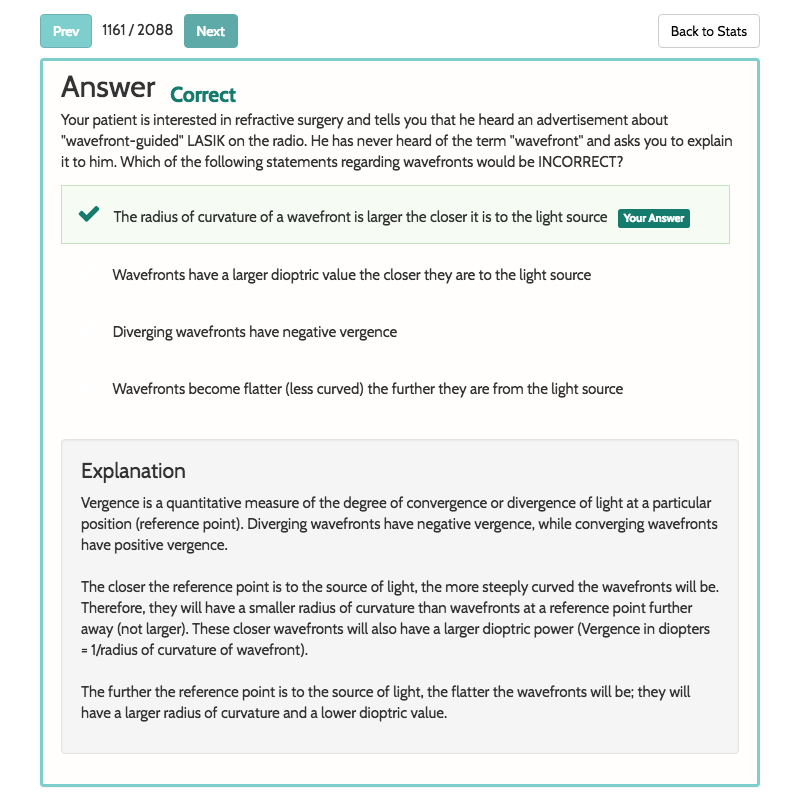 Prev 1161 / 2088 Next Back to Stats
Answer Correct
Your patient is interested in refractive surgery and tells you that he heard an advertisement about
"wavefront-guided" LASIK on the radio. He has never heard of the term "wavefront" and asks you to explain
it to him. Which of the following statements regarding wavefronts would be INCORRECT?
The radius of curvature of a wavefront is larger the closer it is to the light source Your Answer
Wavefronts have a larger dioptric value the closer they are to the light source
Diverging wavefronts have negative vergence
Wavefronts become flatter (less curved) the further they are from the light source
Explanation
Vergence is a quantitative measure of the degree of convergence or divergence of light at a particular
position (reference point). Diverging wavefronts have negative vergence, while converging wavefronts
have positive vergence.
The closer the reference point is to the source of light, the more steeply curved the wavefronts will be.
Therefore, they will have a smaller radius of curvature than wavefronts at a reference point further
away (not larger). These closer wavefronts will also have a larger dioptric power (Vergence in diopters
= 1/radius of curvature of wavefront).
The further the reference point is to the source of light, the flatter the wavefronts will be; they will
have a larger radius of curvature and a lower dioptric value.